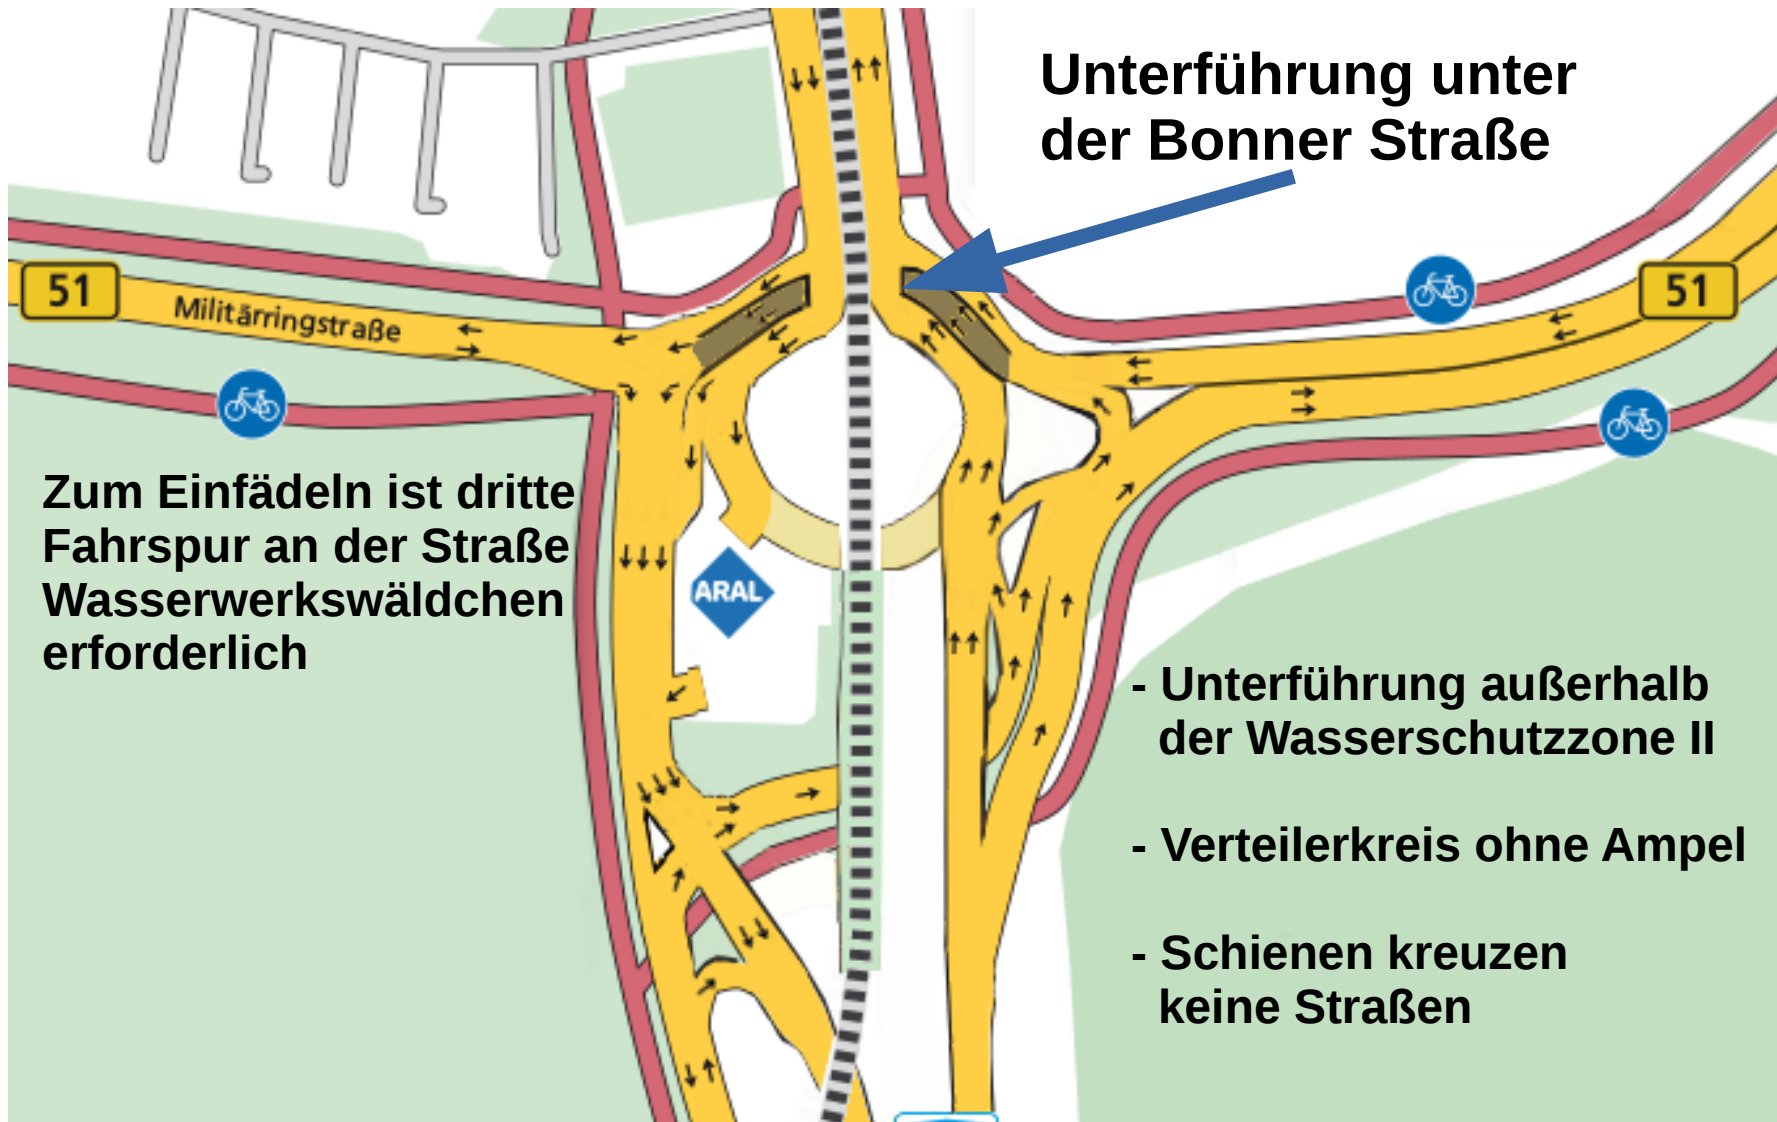 Unterführung unter
der Bonner Straße
51
Militärringstraße
51
Zum Einfädeln ist dritte
Fahrspur an der Straße
Wasserwerkswäldchen
erforderlich
ARAL
- Unterführung außerhalb
der Wasserschutzzone II
- Verteilerkreis ohne Ampel
- Schienen kreuzen
keine Straßen